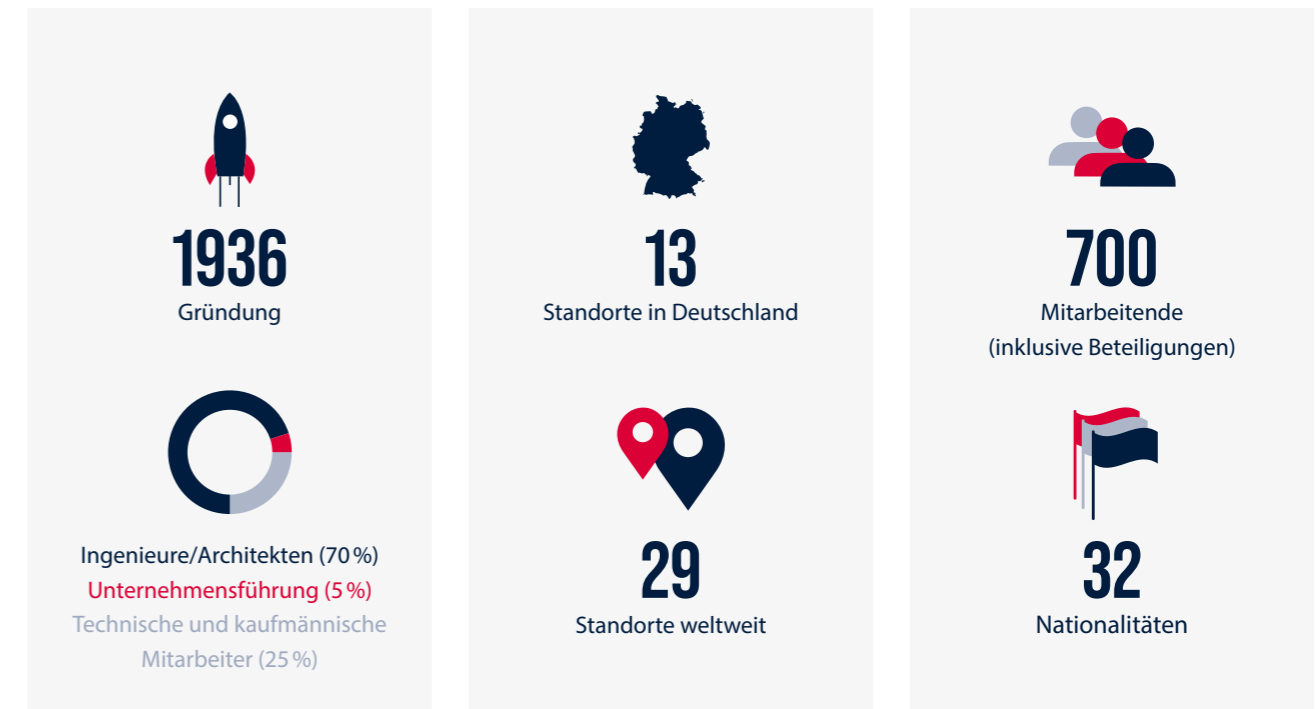 1936
Gründung
Ingenieure/Architekten (70 %)
Unternehmensführung (5 %)
Technische und kaufmännische
Mitarbeiter (25 %)
13
Standorte in Deutschland
29
Standorte weltweit
700
Mitarbeitende
(inklusive Beteiligungen)
32
Nationalitäten